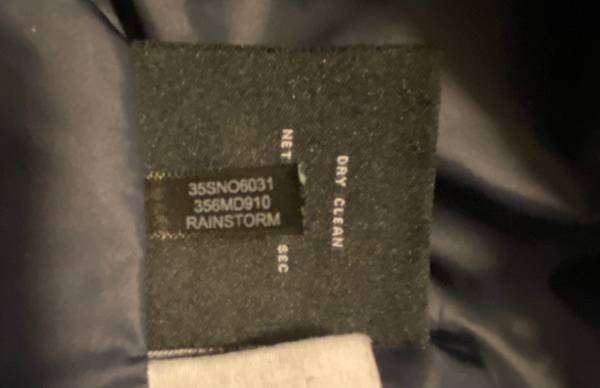 35SNO6031
356MD910
RAINSTORM
DRY CLEAN
NET SEC